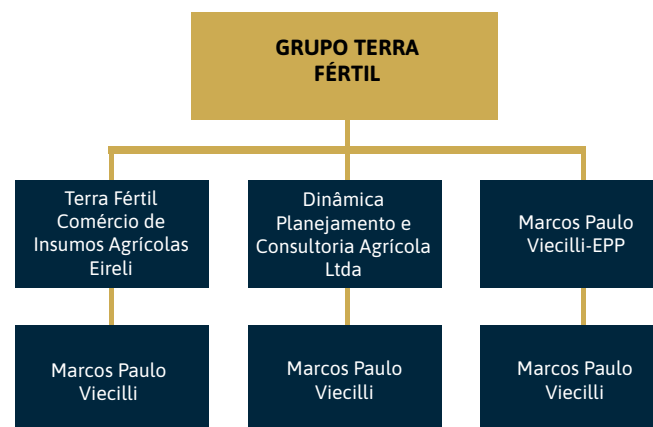 GRUPO TERRA
FÉRTIL
Terra Fértil
Comércio de
Insumos Agrícolas
Eireli
Dinâmica
Planejamento e
Consultoria Agrícola
Ltda
Marcos Paulo
Viecilli-EPP
Marcos Paulo
Viecilli
Marcos Paulo
Viecilli
Marcos Paulo
Viecilli